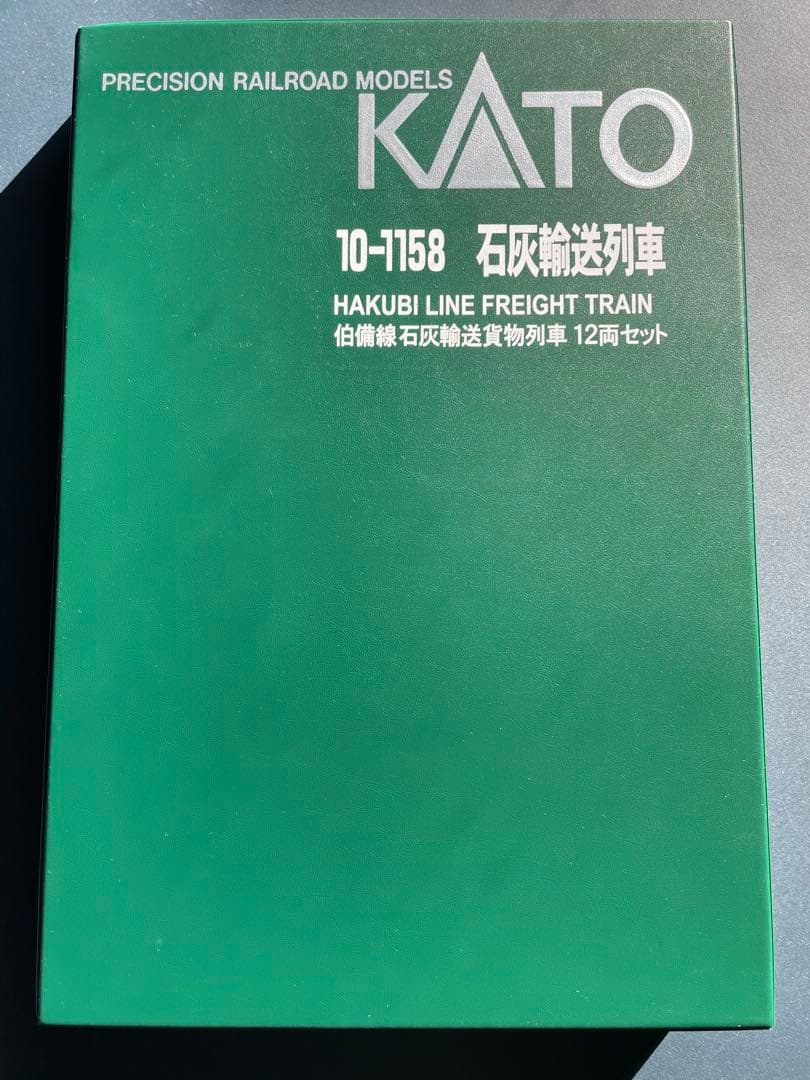 PRECISION RAILROAD MODELS
KATO
10-1158 石灰輸送列車
HAKUBI LINE FREIGHT TRAIN
伯備線石灰輸送貨物列車 12両セット